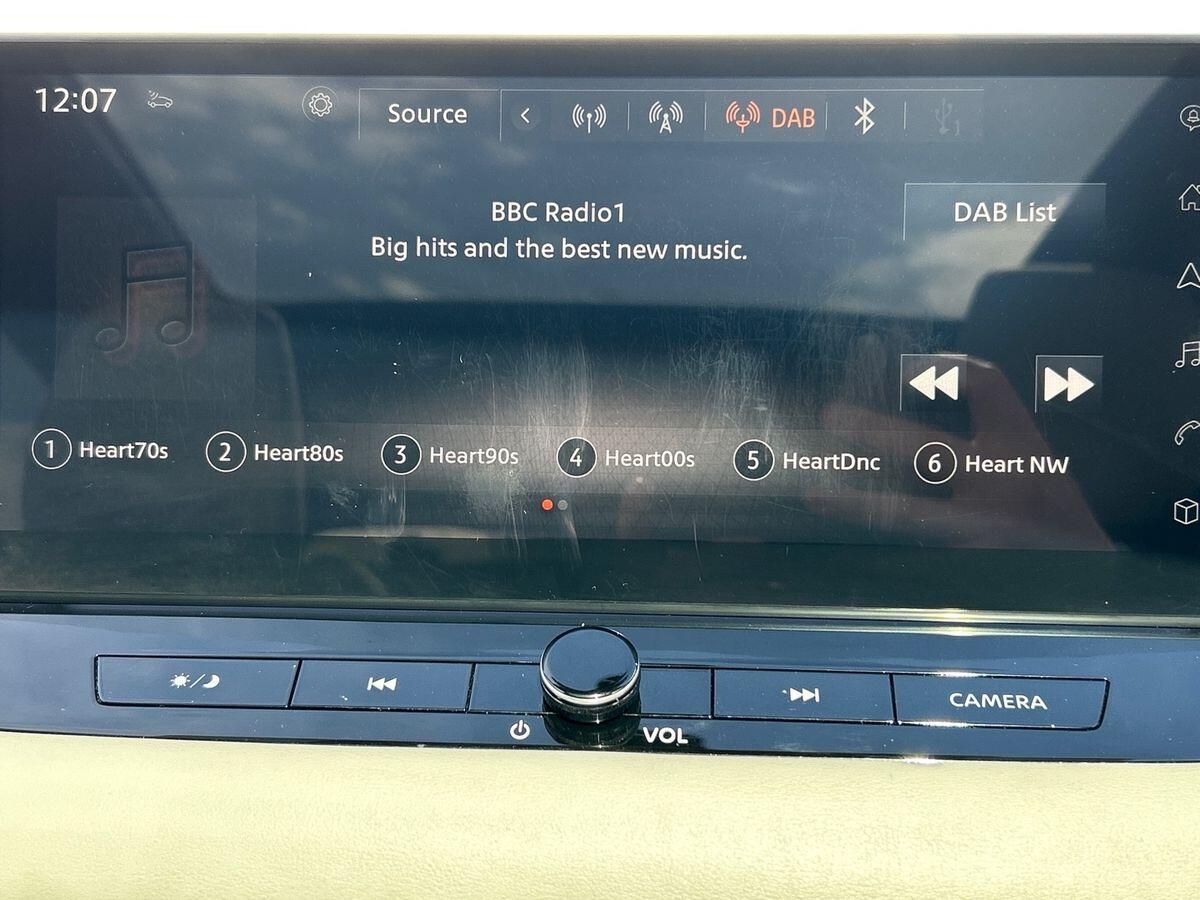 12:07
Source
DAB
1
BBC Radio1
DAB List
Big hits and the best new music.
1 Heart70s 2 Heart80s 3 Heart90s 4 Heart00s 5 HeartDnc 6 Heart NW
CAMERA
VOL